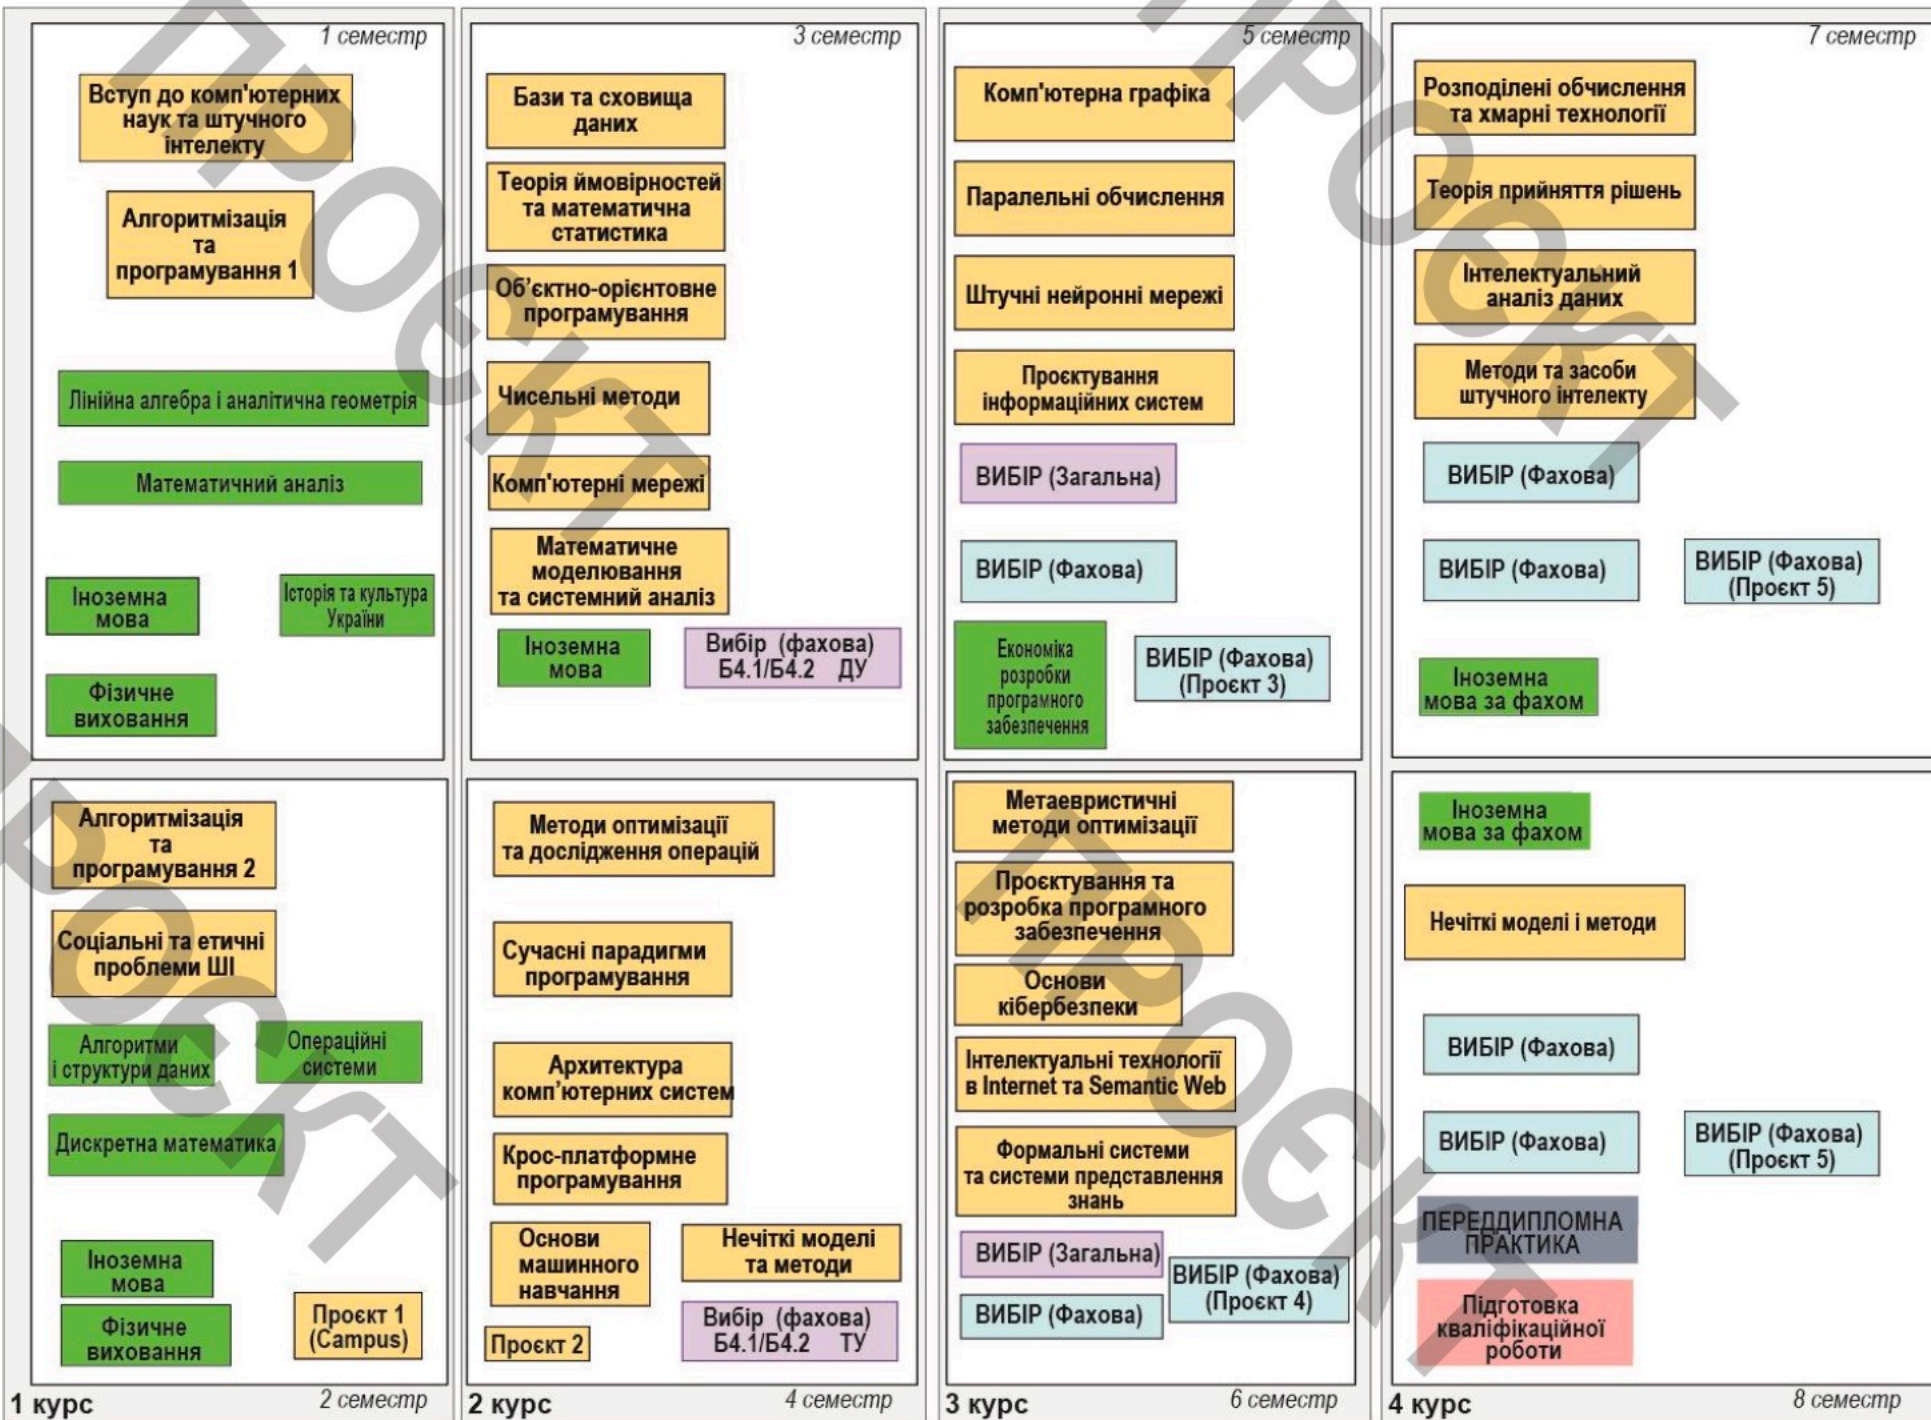 1 семестр
Вступ до комп'ютерних
наук та штучного
інтелекту
Алгоритмізація
та
програмування 1
Лінійна алгебра і аналітична геометрія
Математичний аналіз
Іноземна
мова
Історія та культура
України
Фізичне
виховання
Алгоритмізація
та
програмування 2
Соціальні та етичні
проблеми ШІ
Алгоритми
і структури даних
Операційні
системи
Дискретна математика
Іноземна
мова
Фізичне
виховання
Проєкт 1
(Campus)
1 курс
2 семестр
3 семестр
Бази та сховища
даних
Теорія ймовірностей
та математична
статистика
Об'єктно-орієнтовне
програмування
Чисельні методи
Комп'ютерні мережі
Математичне
моделювання
та системний аналіз
Іноземна
мова
Вибір (фахова)
Б4.1/Б4.2 ДУ
Методи оптимізації
та дослідження операцій
Сучасні парадигми
програмування
Архитектура
комп'ютерних систем
Крос-платформне
програмування
Основи
машинного
навчання
Нечіткі моделі
та методи
Проєкт 2
Вибір (фахова)
Б4.1/Б4.2 ТУ
2 курс
4 семестр
5 семестр
Комп'ютерна графіка
Паралельні обчислення
Штучні нейронні мережі
Проєктування
інформаційних систем
ВИБІР (Загальна)
ВИБІР (Фахова)
Економіка
розробки
програмного
забезпечення
ВИБІР (Фахова)
(Проєкт 3)
Метаевристичні
методи оптимізації
Проєктування та
розробка програмного
забезпечення
Основи
кібербезпеки
Інтелектуальні технології
в Internet та Semantic Web
Формальні системи
та системи представлення
знань
ВИБІР (Загальна)
ВИБІР (Фахова)
(Проєкт 4)
ВИБІР (Фахова)
3 курс
6 семестр
7 семестр
Розподілені обчислення
та хмарні технології
Теорія прийняття рішень
Інтелектуальний
аналіз даних
Методи та засоби
штучного інтелекту
ВИБІР (Фахова)
ВИБІР (Фахова)
ВИБІР (Фахова)
(Проєкт 5)
Іноземна
мова за фахом
Іноземна
мова за фахом
Нечіткі моделі і методи
ВИБІР (Фахова)
ВИБІР (Фахова)
ВИБІР (Фахова)
(Проєкт 5)
ПЕРЕДДИПЛОМНА
ПРАКТИКА
Підготовка
кваліфікаційної
роботи
4 курс
8 семестр
ПРОЄКТ
ПРОЄКТ
ПРОЄКТ
ПРОЄКТ